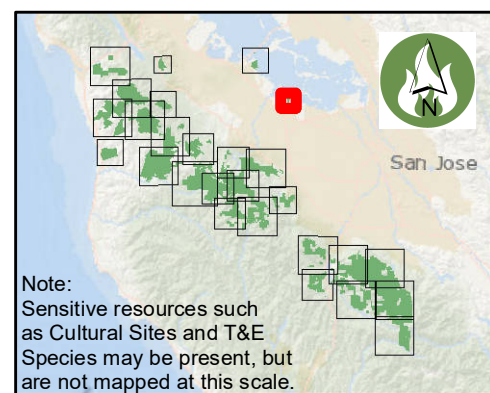 N
San Jose
Note:
Sensitive resources such
as Cultural Sites and T&E
Species may be present, but
are not mapped at this scale.